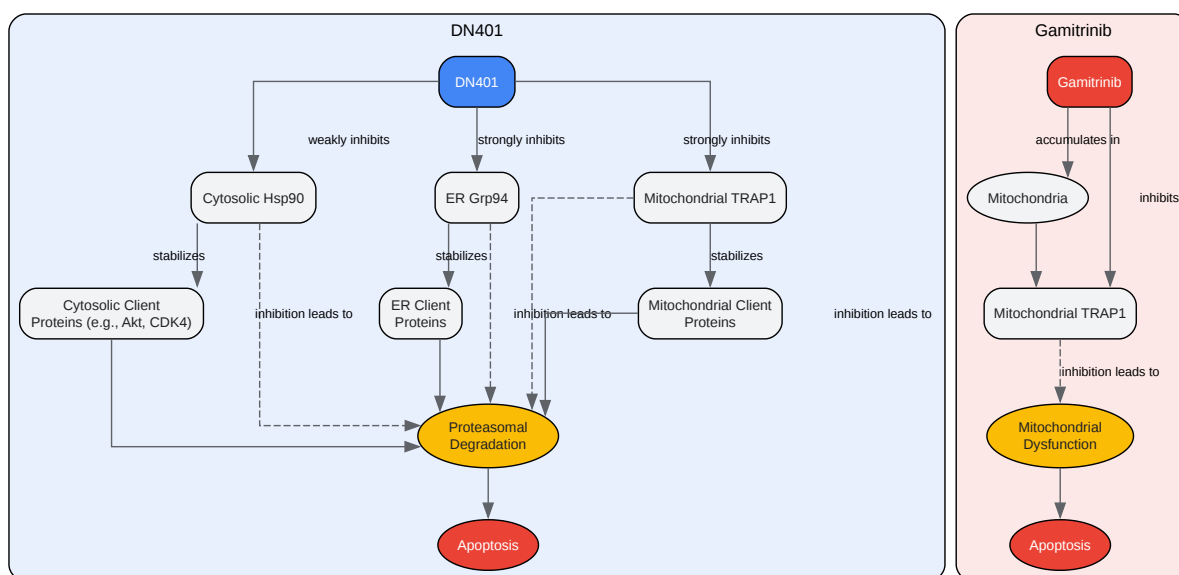 DN401
Gamitrinib
DN401
Gamitrinib
weakly inhibits
strongly inhibits
strongly inhibits
accumulates in
Cytosolic Hsp90
ER Grp94
Mitochondrial TRAP1
Mitochondria
inhibits
stabilizes
stabilizes
stabilizes
Cytosolic Client
Proteins (e.g., Akt, CDK4)
inhibition leads to
ER Client
Proteins
inhibition leads to
Mitochondrial Client
Proteins
inhibition leads to
Mitochondrial TRAP1
inhibition leads to
Proteasomal
Degradation
Mitochondrial
Dysfunction
Apoptosis
Apoptosis